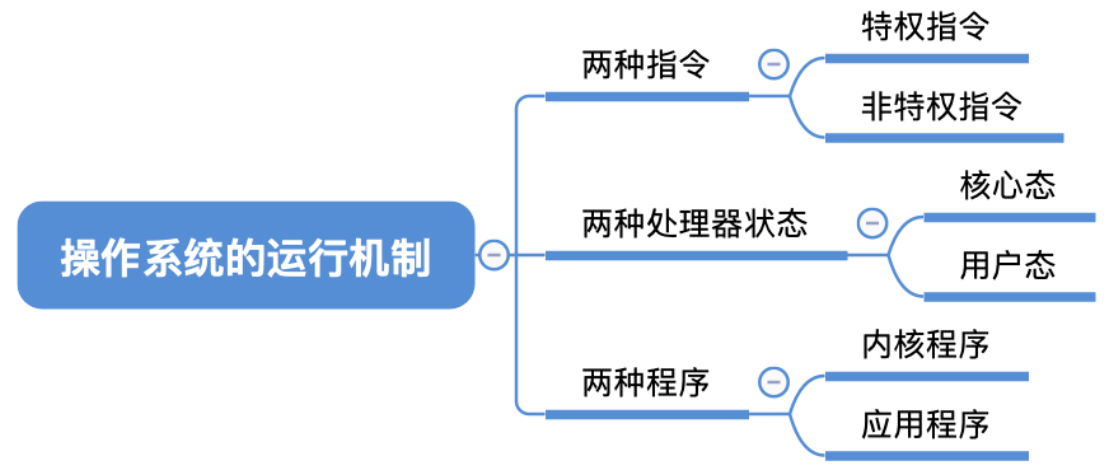 操作系统的运行机制
两种指令
特权指令
非特权指令
两种处理器状态
核心态
用户态
两种程序
内核程序
应用程序